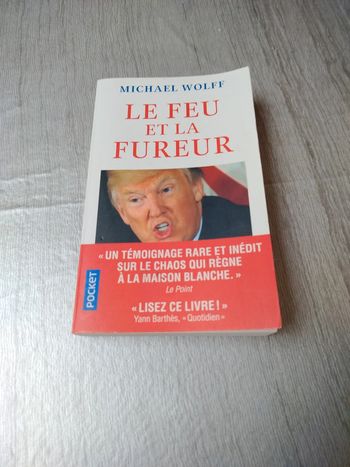 MICHAEL WOLFF
LE FEU
ET LA
FUREUR
« UN TÉMOIGNAGE RARE ET INÉDIT
SUR LE CHAOS QUI RÈGNE
À LA MAISON BLANCHE. »
Le Point
« LISEZ CE LIVRE ! »
Yann Barthès, « Quotidien »
POCKET